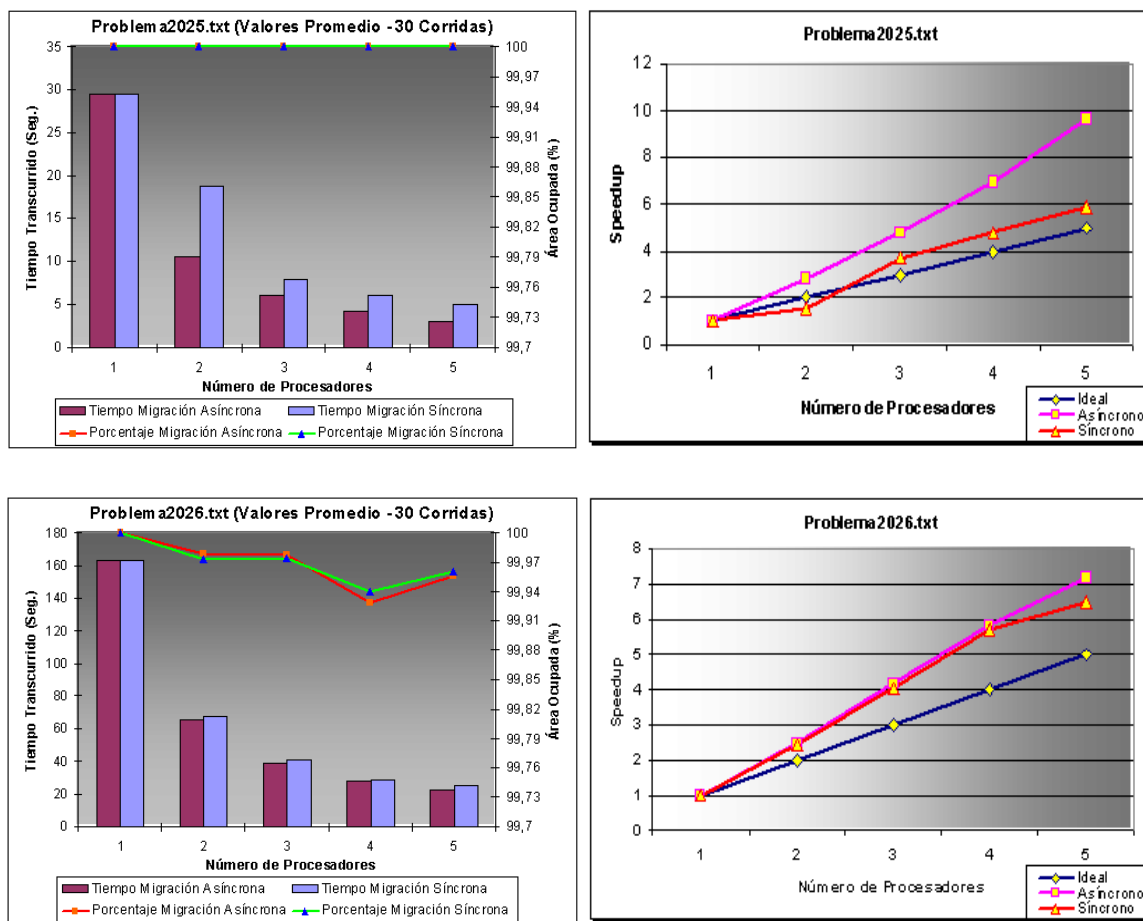 Problema2025.txt (Valores Promedio -30 Corridas)
Tiempo Transcurrido (Seg.)
35
30
25
20
15
10
5
0
100
99,97
99,94
99,91
99,88
99,85
99,82
99,79
99,76
99,73
99,7
Área Ocupada (%)
1 2 3 4 5
Número de Procesadores
Tiempo Migración Asíncrona Tiempo Migración Síncrona
Porcentaje Migración Asíncrona Porcentaje Migración Síncrona
Problema2025.txt
Speedup
12
10
8
6
4
2
0
1 2 3 4 5
Número de Procesadores
Ideal
Asíncrono
Síncrono
Problema2026.txt (Valores Promedio -30 Corridas)
Tiempo Transcurrido (Seg.)
180
160
140
120
100
80
60
40
20
0
100
99,97
99,94
99,91
99,88
99,85
99,82
99,79
99,76
99,73
99,7
Área Ocupada (%)
1 2 3 4 5
Número de Procesadores
Tiempo Migración Asíncrona Tiempo Migración Síncrona
Porcentaje Migración Asíncrona Porcentaje Migración Síncrona
Problema2026.txt
Speedup
8
7
6
5
4
3
2
1
0
1 2 3 4 5
Número de Procesadores
Ideal
Asíncrono
Síncrono